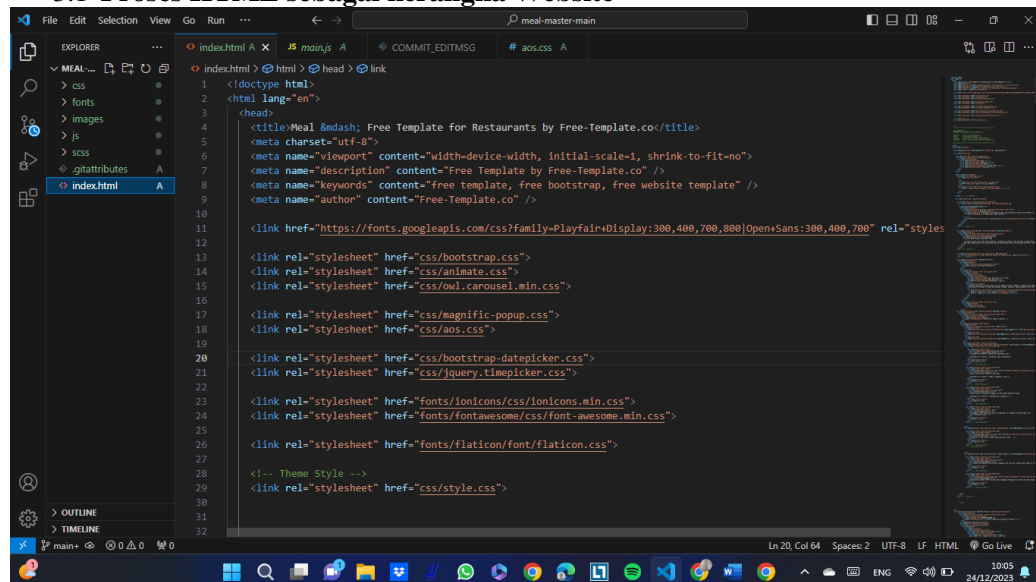 3.1 Proses HTML sebagai kerangka Website
File Edit Selection View Go Run ··· meal-master-main
EXPLORER ···
index.html A JS main.js A COMMIT_EDITMSG # aos.css A
MEAL-...
index.html > html > head > link
css
fonts
images
js
scss
.gitattributes A
index.html A
1 <!doctype html>
2 <html lang="en">
3 <head>
4 <title>Meal &mdash; Free Template for Restaurants by Free-Template.co</title>
5 <meta charset="utf-8">
6 <meta name="viewport" content="width=device-width, initial-scale=1, shrink-to-fit=no">
7 <meta name="description" content="Free Template by Free-Template.co" />
8 <meta name="keywords" content="free template, free bootstrap, free website template" />
9 <meta name="author" content="Free-Template.co" />
10
11 <link href="https://fonts.googleapis.com/css?family=Playfair+Display:300,400,700,800|Open+Sans:300,400,700" rel="styles
12
13 <link rel="stylesheet" href="css/bootstrap.css">
14 <link rel="stylesheet" href="css/animate.css">
15 <link rel="stylesheet" href="css/owl.carousel.min.css">
16
17 <link rel="stylesheet" href="css/magnific-popup.css">
18 <link rel="stylesheet" href="css/aos.css">
19
20 <link rel="stylesheet" href="css/bootstrap-datepicker.css">
21 <link rel="stylesheet" href="css/jquery.timepicker.css">
22
23 <link rel="stylesheet" href="fonts/ionicons/css/ionicons.min.css">
24 <link rel="stylesheet" href="fonts/fontawesome/css/font-awesome.min.css">
25
26 <link rel="stylesheet" href="fonts/flaticon/font/flaticon.css">
27
28 <!-- Theme Style -->
29 <link rel="stylesheet" href="css/style.css">
30
31
32
OUTLINE
TIMELINE
main+ 0 0 0 Ln 20, Col 64 Spaces: 2 UTF-8 LF HTML Go Live
ENG 10:05
24/12/2023